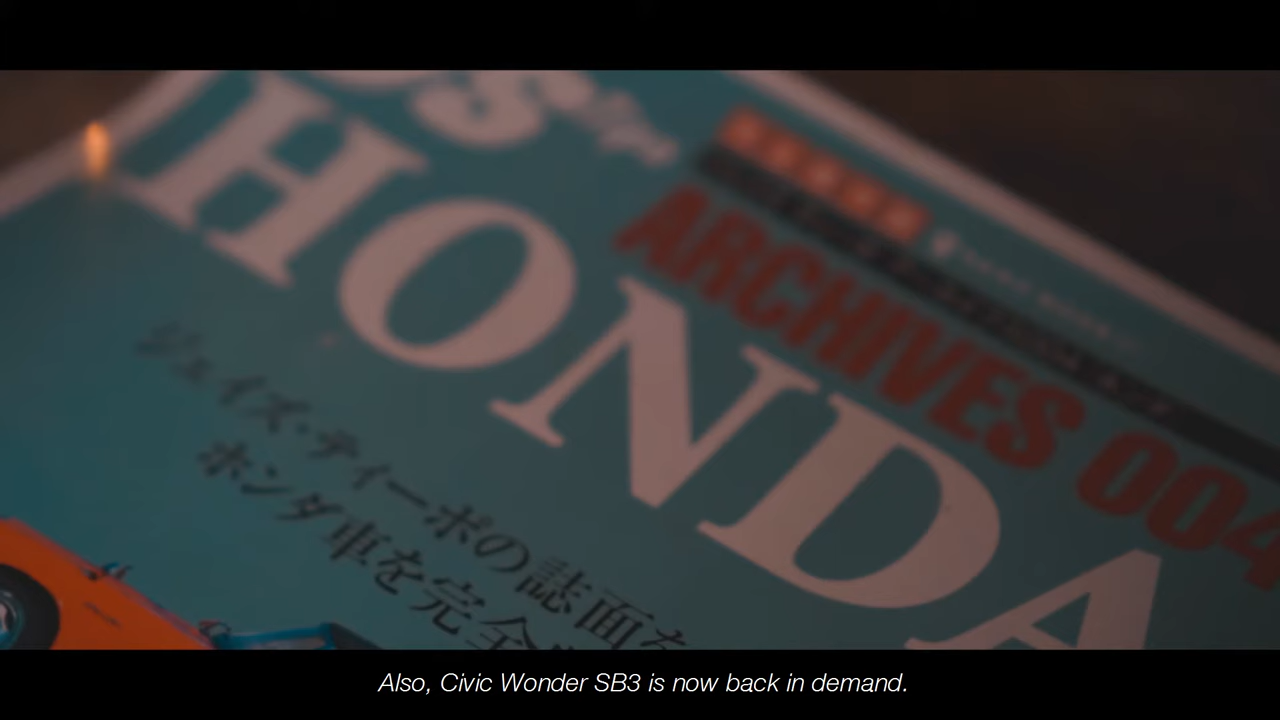 HONDA
ARCHIVES 004
ジェイズ・ティーポの誌面
ホンダ車を完全
Also, Civic Wonder SB3 is now back in demand.